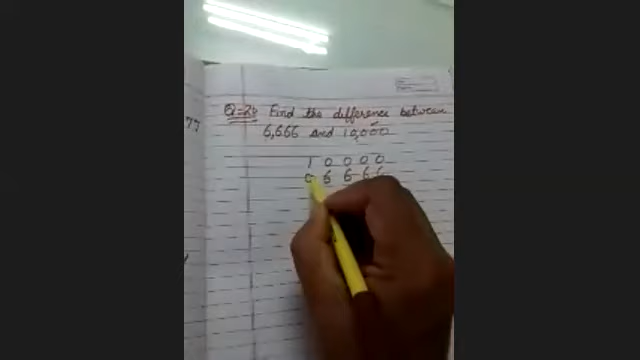 Q-26 Find the difference between
6,666 and 10,000
1 0 0 0 0
0 6 6 6 6